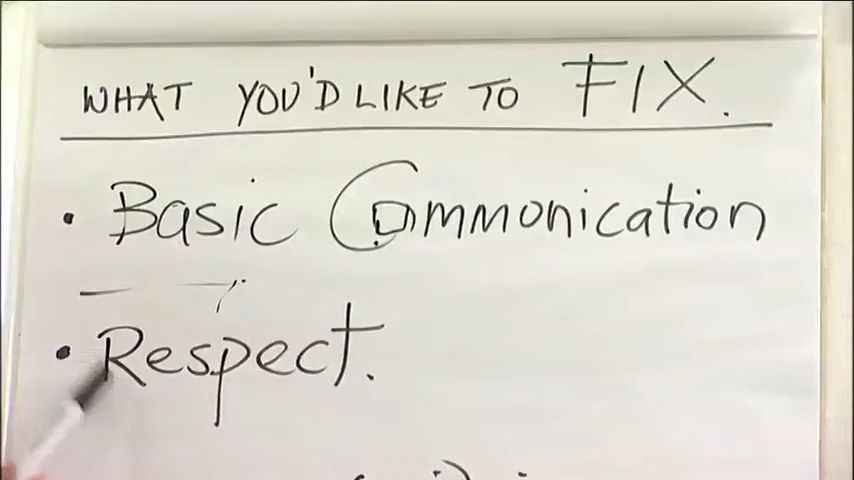 WHAT YOU'D LIKE TO FIX.
• Basic Commonication
• Respect.